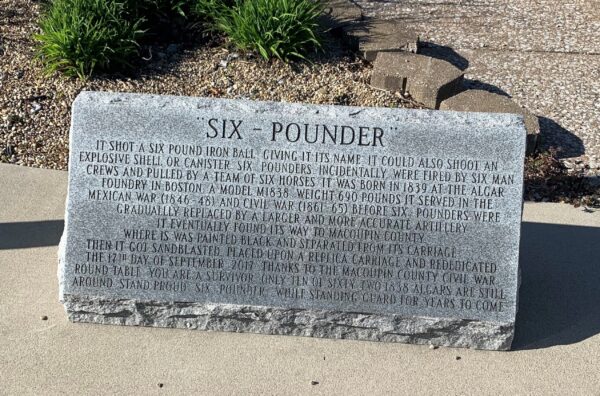 "SIX - POUNDER"
IT SHOT A SIX POUND IRON BALL, GIVING IT ITS NAME, IT COULD ALSO SHOOT AN
EXPLOSIVE SHELL OR CANISTER. SIX POUNDERS, INCIDENTALLY, WERE FIRED BY SIX MAN
CREWS AND PULLED BY A TEAM OF SIX HORSES. IT WAS BORN IN 1839 AT THE ALGAR
FOUNDRY IN BOSTON, A MODEL M1838, WEIGHT 690 POUNDS IT SERVED IN THE
MEXICAN WAR (1846-48) AND CIVIL WAR (1861-65) BEFORE SIX POUNDERS WERE
GRADUALLLY REPLACED BY A LARGER AND MORE ACCURATE ARTILLERY
IT EVENTUALLY FOUND ITS WAY TO MACOUPIN COUNTY,
WHERE IS WAS PAINTED BLACK AND SEPARATED FROM ITS CARRIAGE.
THEN IT GOT SANDBLASTED, PLACED UPON A REPLICA CARRIAGE AND REDEDICATED
THE 17th DAY OF SEPTEMBER, 2017 THANKS TO THE MACOUPIN COUNTY CIVIL WAR
ROUND TABLE. YOU ARE A SURVIVOR, ONLY TEN OF SIXTY TWO 1838 ALGARS ARE STILL
AROUND. STAND PROUD "SIX POUNDER" WHILE STANDING GUARD FOR YEARS TO COME